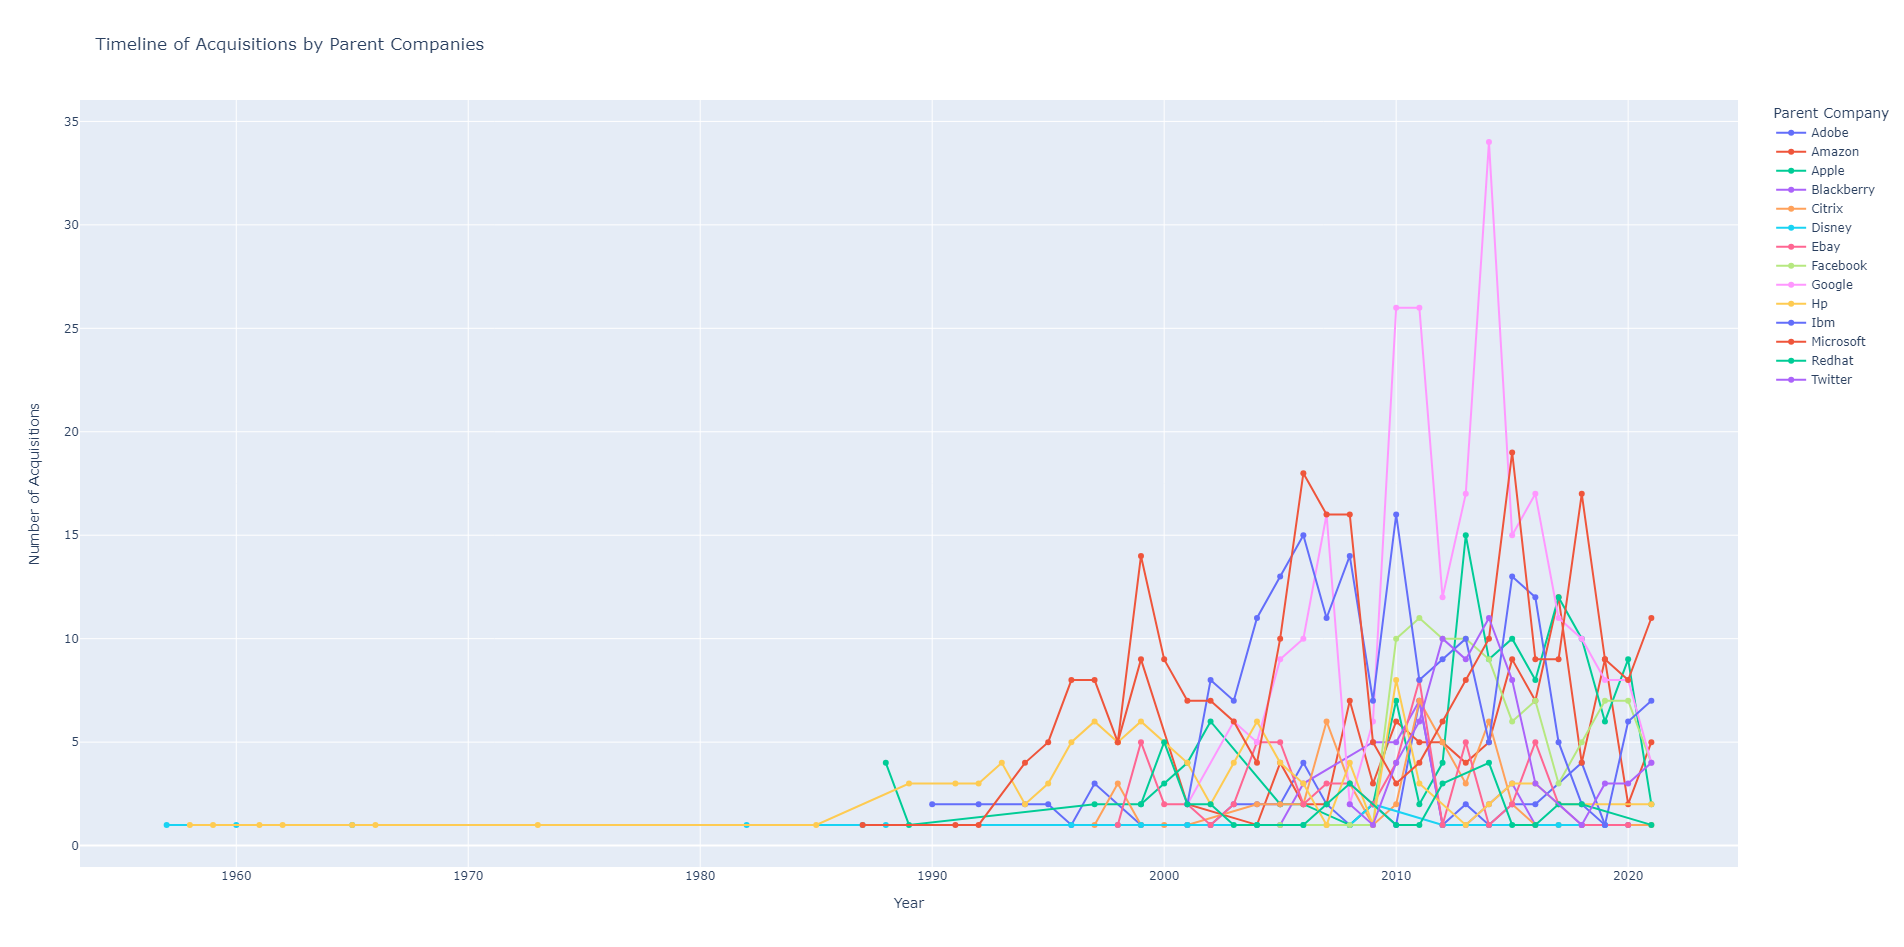 Timeline of Acquisitions by Parent Companies
35
30
25
20
15
10
5
0
Number of Acquisitions
1960
1970
1980
1990
2000
2010
2020
Year
Parent Company
Adobe
Amazon
Apple
Blackberry
Citrix
Disney
Ebay
Facebook
Google
Hp
Ibm
Microsoft
Redhat
Twitter